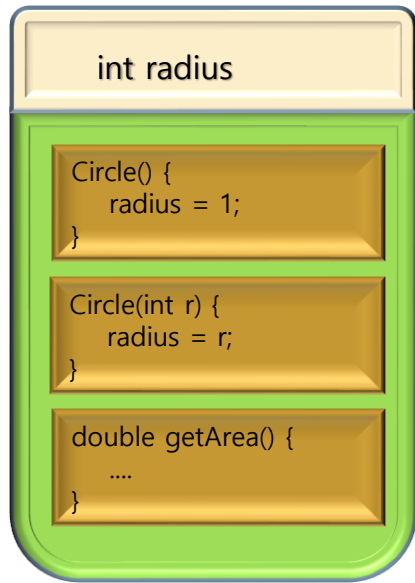 int radius
Circle() {
radius = 1;
}
Circle(int r) {
radius = r;
}
double getArea() {
....
}